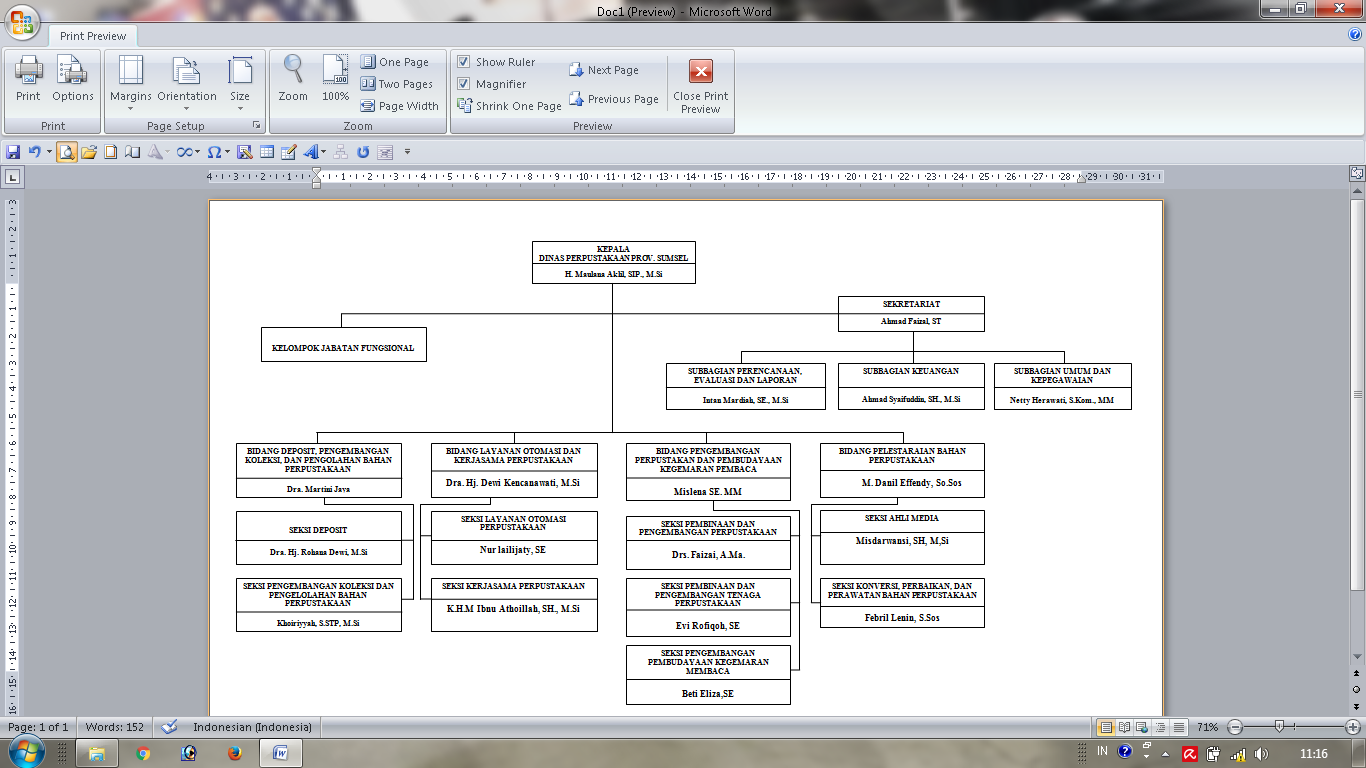 Doc1 (Preview) - Microsoft Word
Print Preview
Print
Options
Margins
Orientation
Size
Zoom
100%
One Page
Two Pages
Page Width
Show Ruler
Magnifier
Shrink One Page
Next Page
Previous Page
Close Print
Preview
Print
Page Setup
Zoom
Preview
KEPALA
DINAS PERPUSTAKAAN PROV. SUMSEL
H. Maulana Aklil, SIP., M.Si
SEKRETARIAT
Ahmad Faizal, ST
KELOMPOK JABATAN FUNGSIONAL
SUBBAGIAN PERENCANAAN,
EVALUASI DAN LAPORAN
Intan Mardiah, SE., M.Si
SUBBAGIAN KEUANGAN
Ahmad Syaifuddin, SH., M.Si
SUBBAGIAN UMUM DAN
KEPEGAWAIAN
Netty Herawati, S.Kom., MM
BIDANG DEPOSIT, PENGEMBANGAN
KOLEKSI, DAN PENGOLAHAN BAHAN
PERPUSTAKAAN
Dra. Martini Java
BIDANG LAYANAN OTOMASI DAN
KERJASAMA PERPUSTAKAAN
Dra. Hj. Dewi Kencanawati, M.Si
BIDANG PENGEMBANGAN
PERPUSTAKAN DAN PEMBUDAYAAN
KEGEMARAN PEMBACA
Mislena SE. MM
BIDANG PELESTARAIAN BAHAN
PERPUSTAKAAN
M. Danil Effendy, So.Sos
SEKSI DEPOSIT
Dra. Hj. Rohana Dewi, M.Si
SEKSI LAYANAN OTOMASI
PERPUSTAKAAN
Nur lailijaty, SE
SEKSI PEMBINAAN DAN
PENGEMBANGAN PERPUSTAKAAN
Drs. Faizai, A.Ma.
SEKSI AHLI MEDIA
Misdarwansi, SH, M,Si
SEKSI PENGEMBANGAN KOLEKSI DAN
PENGELOLAHAN BAHAN
PERPUSTAKAAN
Khoiriyyah, S.STP, M.Si
SEKSI KERJASAMA PERPUSTAKAAN
K.H.M Ibnu Athoillah, SH., M.Si
SEKSI PEMBINAAN DAN
PENGEMBANGAN TENAGA
PERPUSTAKAAN
Evi Rofiqoh, SE
SEKSI KONVERSI, PERBAIKAN, DAN
PERAWATAN BAHAN PERPUSTAKAAN
Febril Lenin, S.Sos
SEKSI PENGEMBANGAN
PEMBUDAYAAN KEGEMARAN
MEMBACA
Beti Eliza,SE
Page: 1 of 1
Words: 152
Indonesian (Indonesia)
71%
IN
11:16